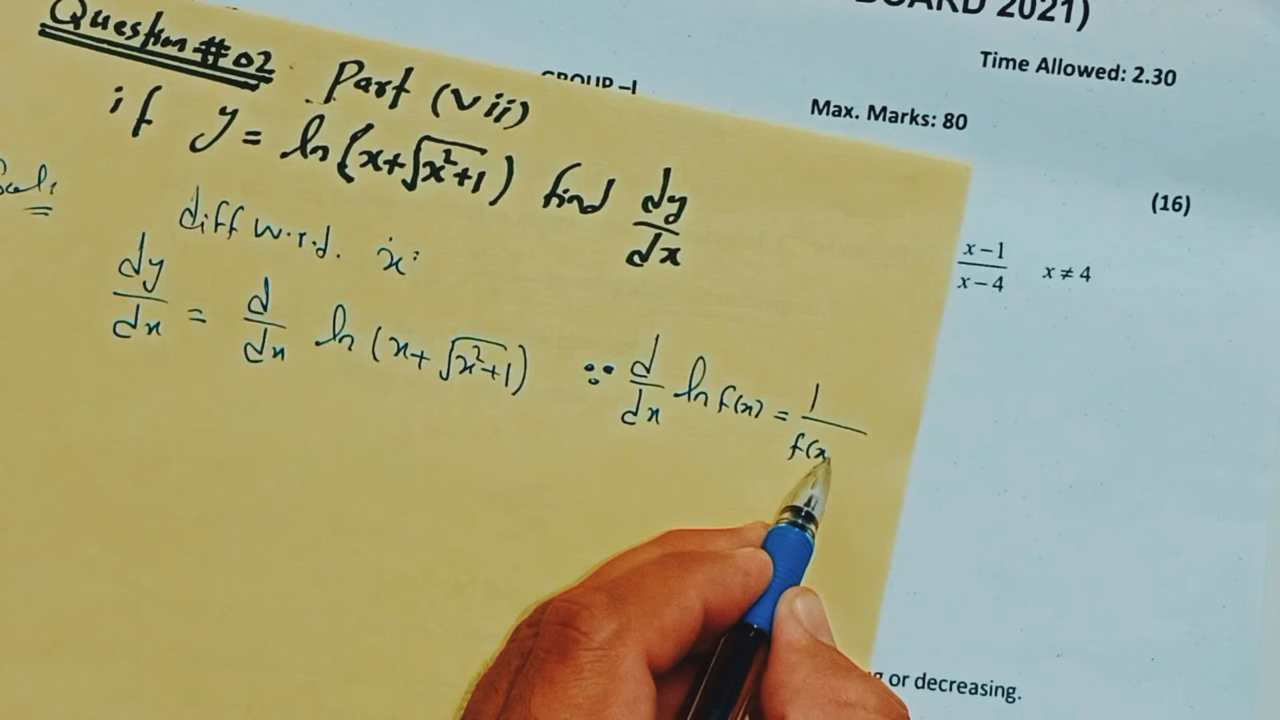 BOARD 2021)
Time Allowed: 2.30
GROUP –I
Max. Marks: 80
(16)
Question # 02 Part (vii)
if y = ln(x+√(x²+1)) find dy/dx
diff w.r.t. x:
dy/dx = d/dx ln(x+√(x²+1)) ∵ d/dx ln f(x) = 1/f(x
x−1/x−4 x ≠ 4
or decreasing.